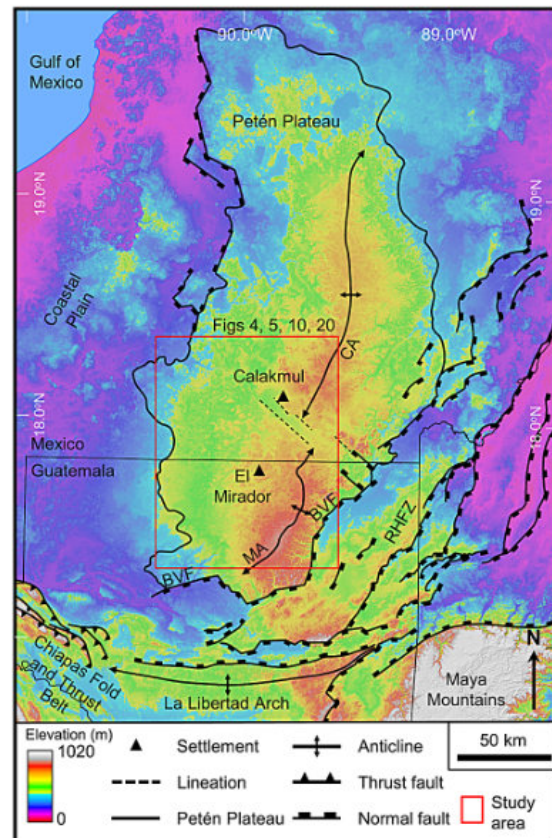 90.0°W
89.0°W
Gulf of
Mexico
Petén Plateau
19.0°N
19.0°N
Coastal
Plain
Figs 4, 5, 10, 20
CA
Calakmul
18.0°N
18.0°N
Mexico
Guatemala
El
Mirador
BVF
RHFZ
MA
BVF
Chiapas Fold
and Thrust
Belt
La Libertad Arch
Maya
Mountains
N
Elevation (m)
1020
0
Settlement
Anticline
50 km
Lineation
Thrust fault
Petén Plateau
Normal fault
Study
area